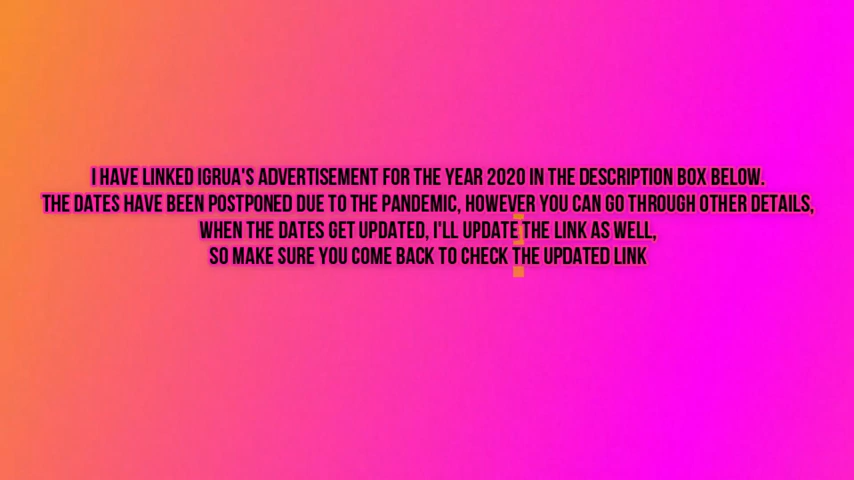 I HAVE LINKED IGRUA'S ADVERTISEMENT FOR THE YEAR 2020 IN THE DESCRIPTION BOX BELOW.
THE DATES HAVE BEEN POSTPONED DUE TO THE PANDEMIC, HOWEVER YOU CAN GO THROUGH OTHER DETAILS,
WHEN THE DATES GET UPDATED, I'LL UPDATE THE LINK AS WELL,
SO MAKE SURE YOU COME BACK TO CHECK THE UPDATED LINK